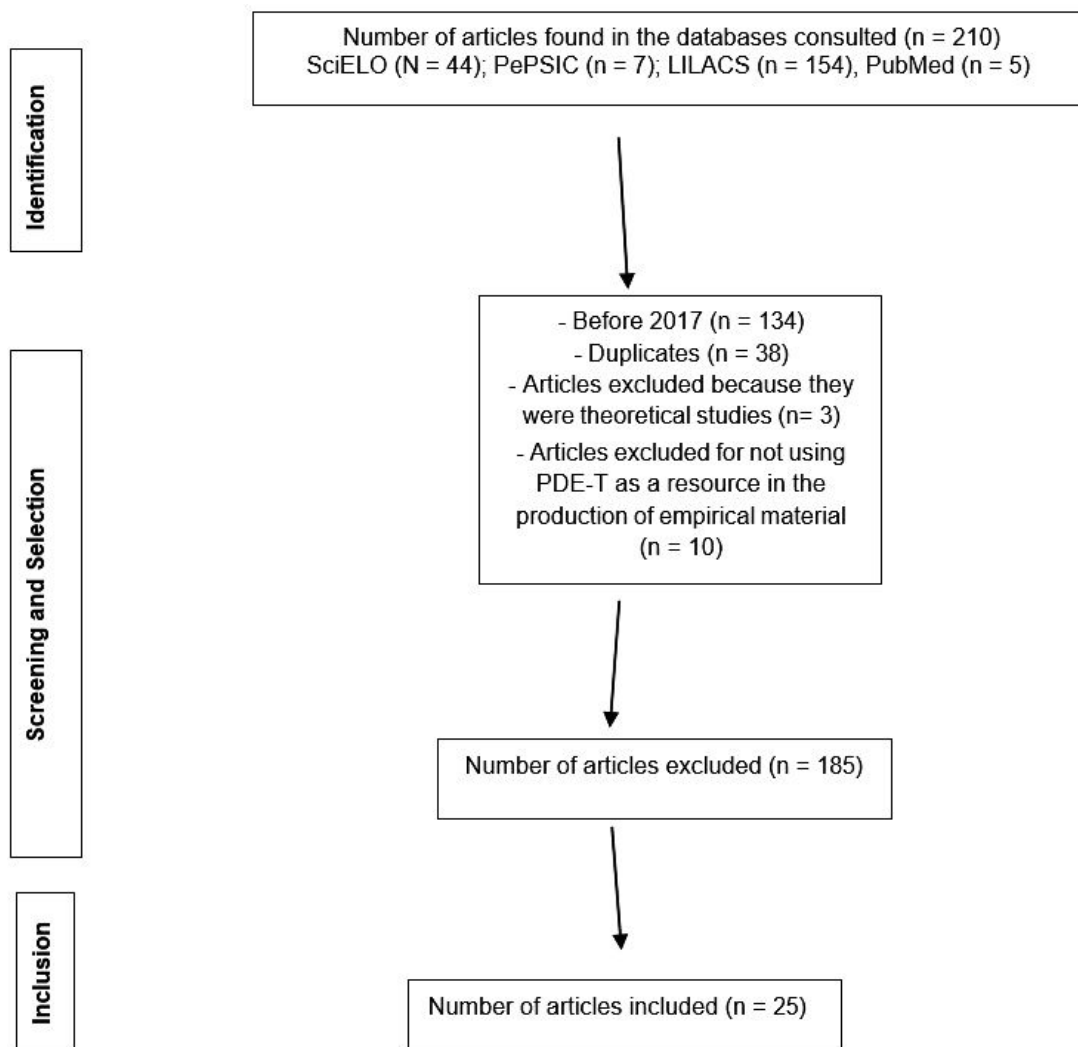 Identification
Number of articles found in the databases consulted (n = 210)
SciELO (N = 44); PePSIC (n = 7); LILACS (n = 154), PubMed (n = 5)
Screening and Selection
- Before 2017 (n = 134)
- Duplicates (n = 38)
- Articles excluded because they
were theoretical studies (n= 3)
- Articles excluded for not using
PDE-T as a resource in the
production of empirical material
(n = 10)
Number of articles excluded (n = 185)
Inclusion
Number of articles included (n = 25)